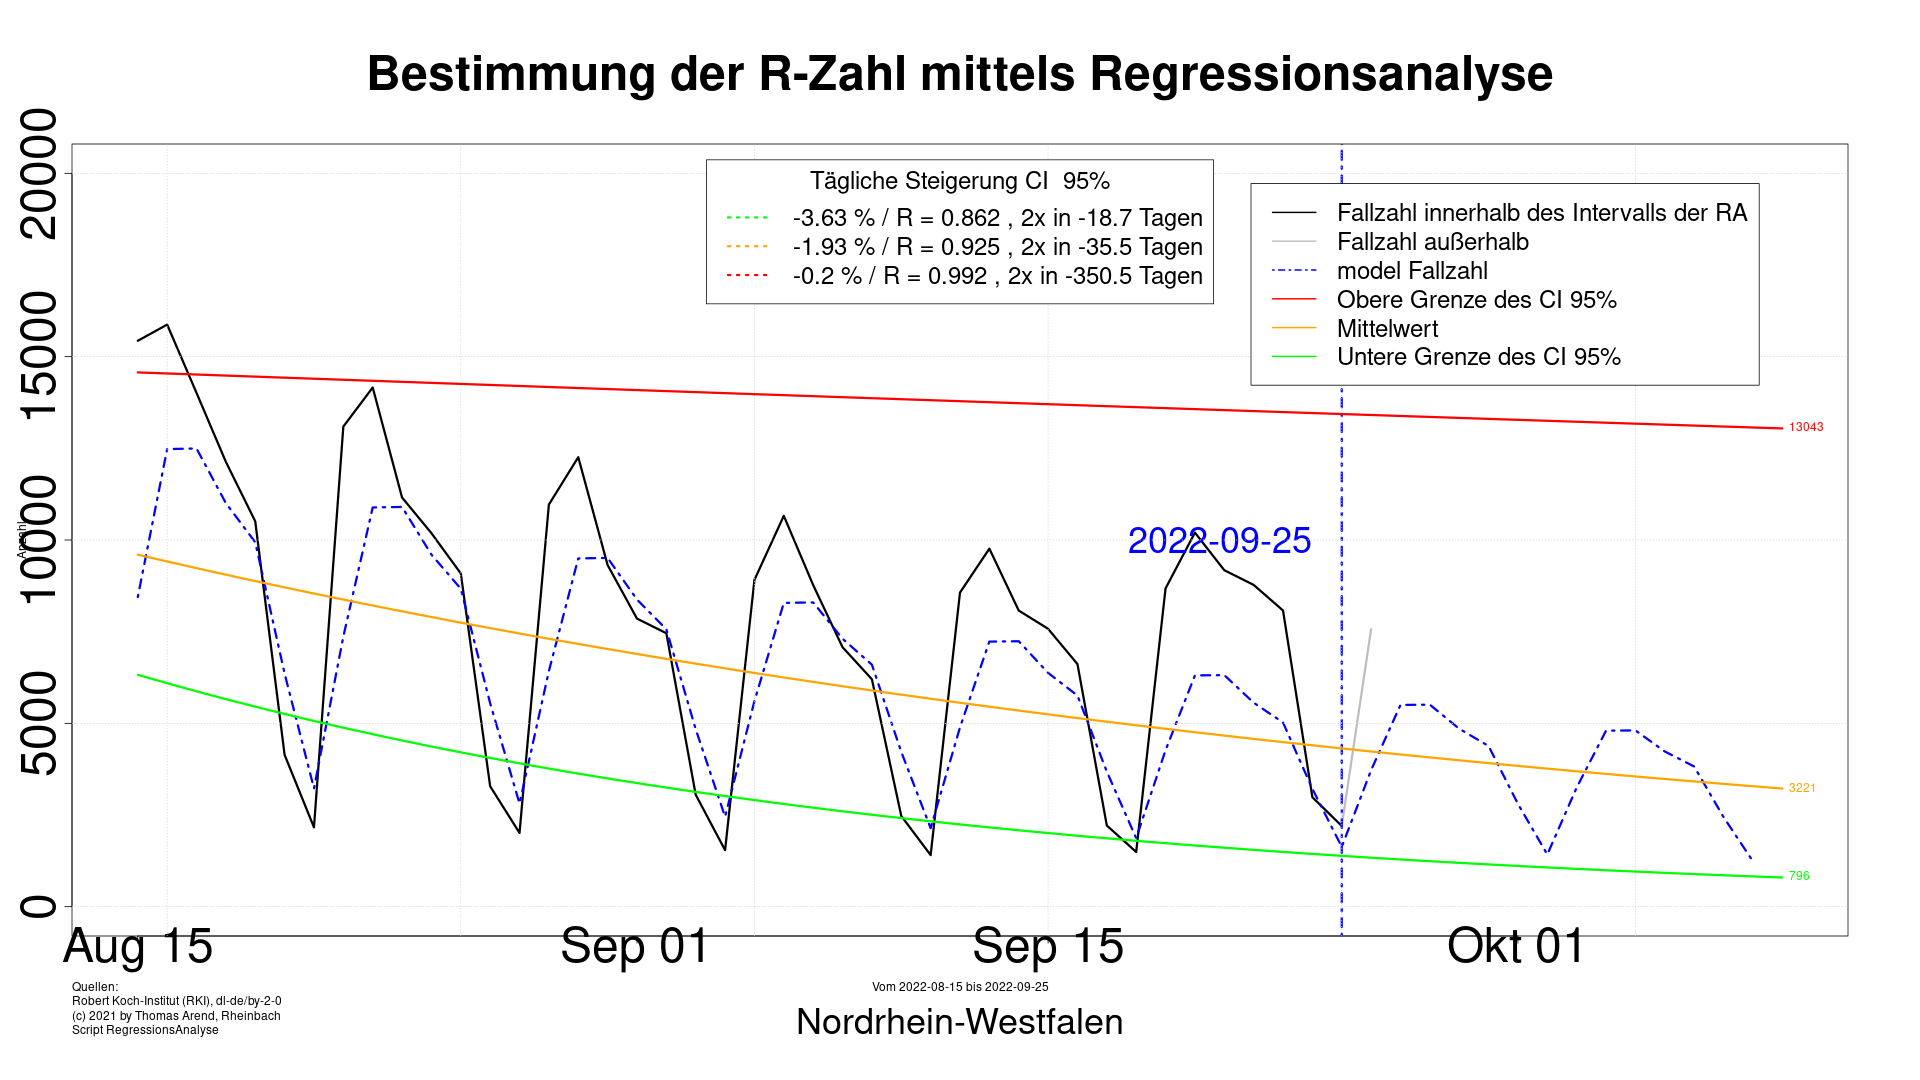 Bestimmung der R-Zahl mittels Regressionsanalyse
Anzahl
20000
15000
10000
5000
0
Tägliche Steigerung CI  95%
-3.63 % / R = 0.862 , 2x in -18.7 Tagen
-1.93 % / R = 0.925 , 2x in -35.5 Tagen
-0.2 % / R = 0.992 , 2x in -350.5 Tagen
Fallzahl innerhalb des Intervalls der RA
Fallzahl außerhalb
model Fallzahl
Obere Grenze des CI 95%
Mittelwert
Untere Grenze des CI 95%
13043
2022-09-25
3221
796
Aug 15
Sep 01
Sep 15
Okt 01
Quellen:
Robert Koch-Institut (RKI), dl-de/by-2-0
(c) 2021 by Thomas Arend, Rheinbach
Script RegressionsAnalyse
Vom 2022-08-15 bis 2022-09-25
Nordrhein-Westfalen